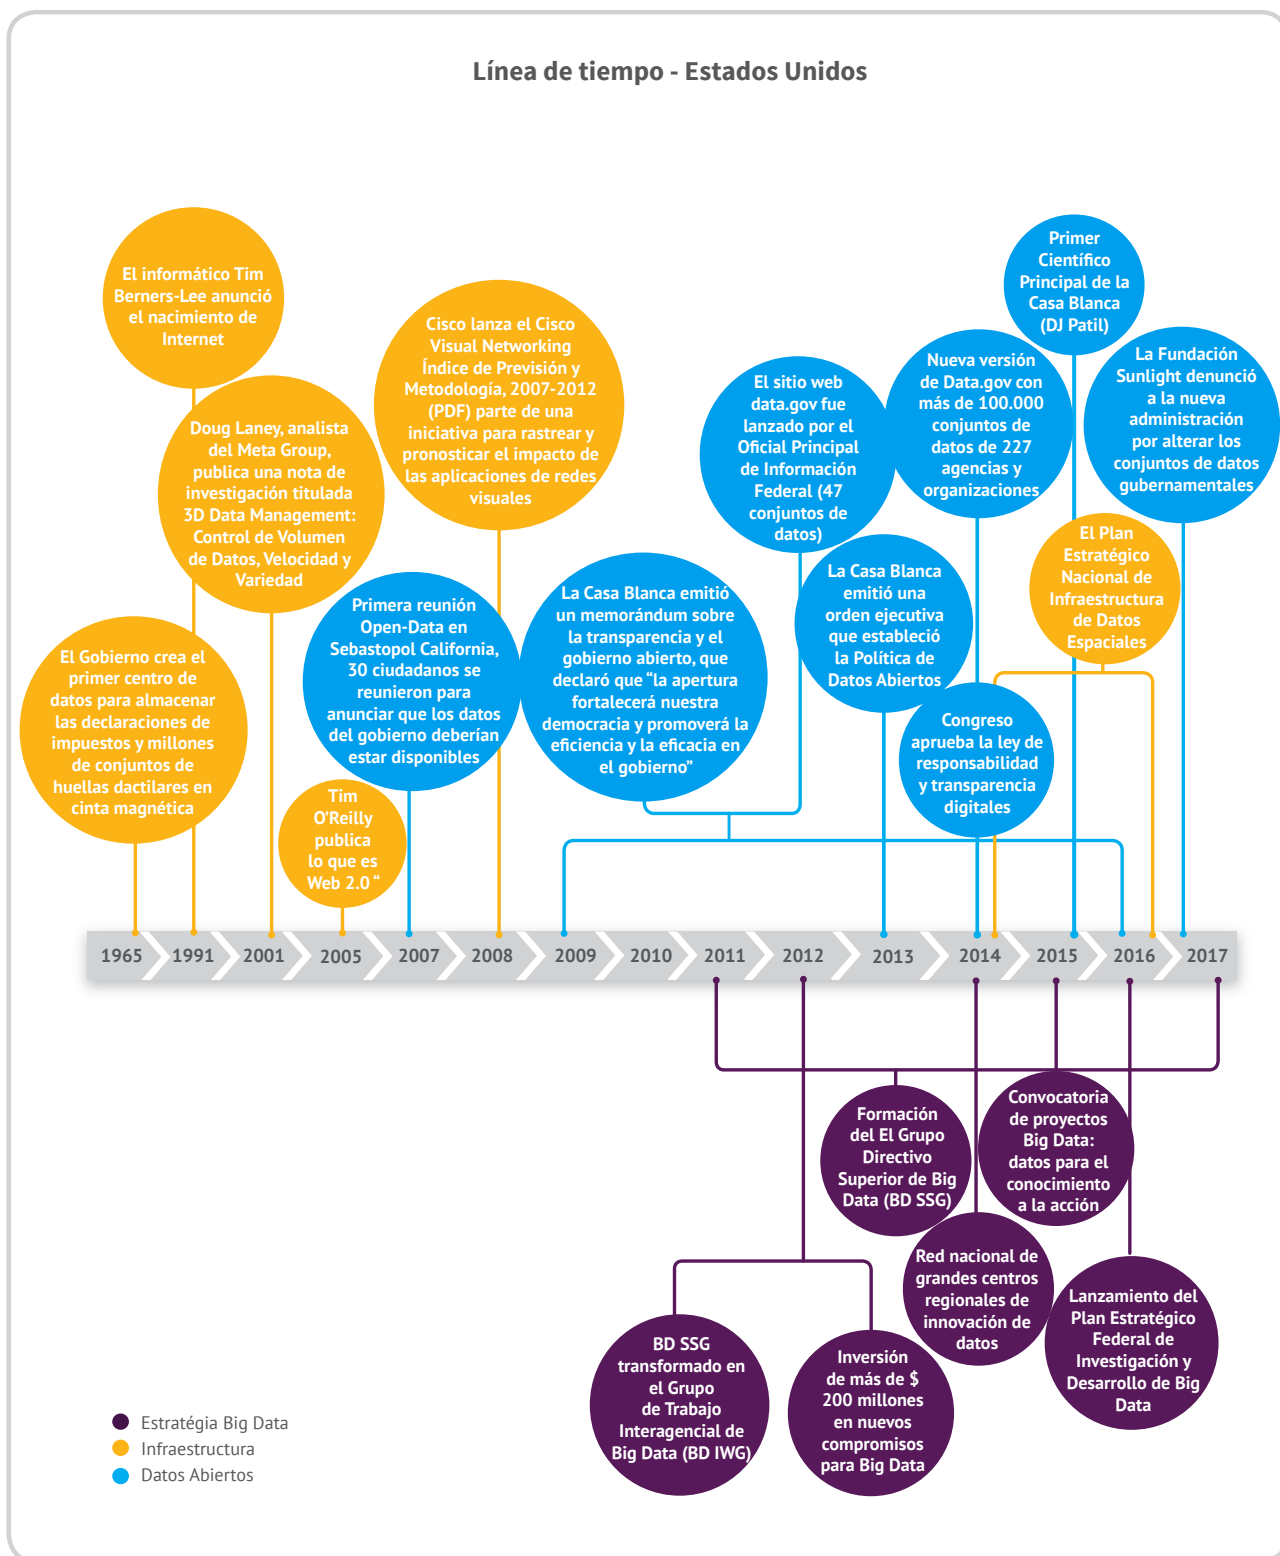 Línea de tiempo - Estados Unidos
El informático Tim
Berners-Lee anunció
el nacimiento de
Internet
Doug Laney, analista
del Meta Group,
publica una nota de
investigación titulada
3D Data Management:
Control de Volumen
de Datos, Velocidad y
Variedad
El Gobierno crea el
primer centro de
datos para almacenar
las declaraciones de
impuestos y millones
de conjuntos de
huellas dactilares en
cinta magnética
Tim
O’Reilly
publica
lo que es
Web 2.0 “
Primera reunión
Open-Data en
Sebastopol California,
30 ciudadanos se
reunieron para
anunciar que los datos
del gobierno deberían
estar disponibles
Cisco lanza el Cisco
Visual Networking
Índice de Previsión y
Metodología, 2007-2012
(PDF) parte de una
iniciativa para rastrear y
pronosticar el impacto de
las aplicaciones de redes
visuales
La Casa Blanca emitió
un memorándum sobre
la transparencia y el
gobierno abierto, que
declaró que “la apertura
fortalecerá nuestra
democracia y promoverá la
eficiencia y la eficacia en
el gobierno”
El sitio web
data.gov fue
lanzado por el
Oficial Principal
de Información
Federal (47
conjuntos de
datos)
La Casa Blanca
emitió una
orden ejecutiva
que estableció
la Política de
Datos Abiertos
Nueva versión
de Data.gov con
más de 100.000
conjuntos de
datos de 227
agencias y
organizaciones
Congreso
aprueba la ley de
responsabilidad
y transparencia
digitales
Primer
Científico
Principal de la
Casa Blanca
(DJ Patil)
El Plan
Estratégico
Nacional de
Infraestructura
de Datos
Espaciales
La Fundación
Sunlight denunció
a la nueva
administración
por alterar los
conjuntos de datos
gubernamentales
1965 1991 2001 2005 2007 2008 2009 2010 2011 2012 2013 2014 2015 2016 2017
Formación
del El Grupo
Directivo
Superior de Big
Data (BD SSG)
Convocatoria
de proyectos
Big Data:
datos para el
conocimiento
a la acción
Red nacional de
grandes centros
regionales de
innovación de
datos
Lanzamiento del
Plan Estratégico
Federal de
Investigación y
Desarrollo de Big
Data
BD SSG
transformado en
el Grupo
de Trabajo
Interagencial de
Big Data (BD IWG)
Inversión
de más de $
200 millones
en nuevos
compromisos
para Big Data
Estratégia Big Data
Infraestructura
Datos Abiertos